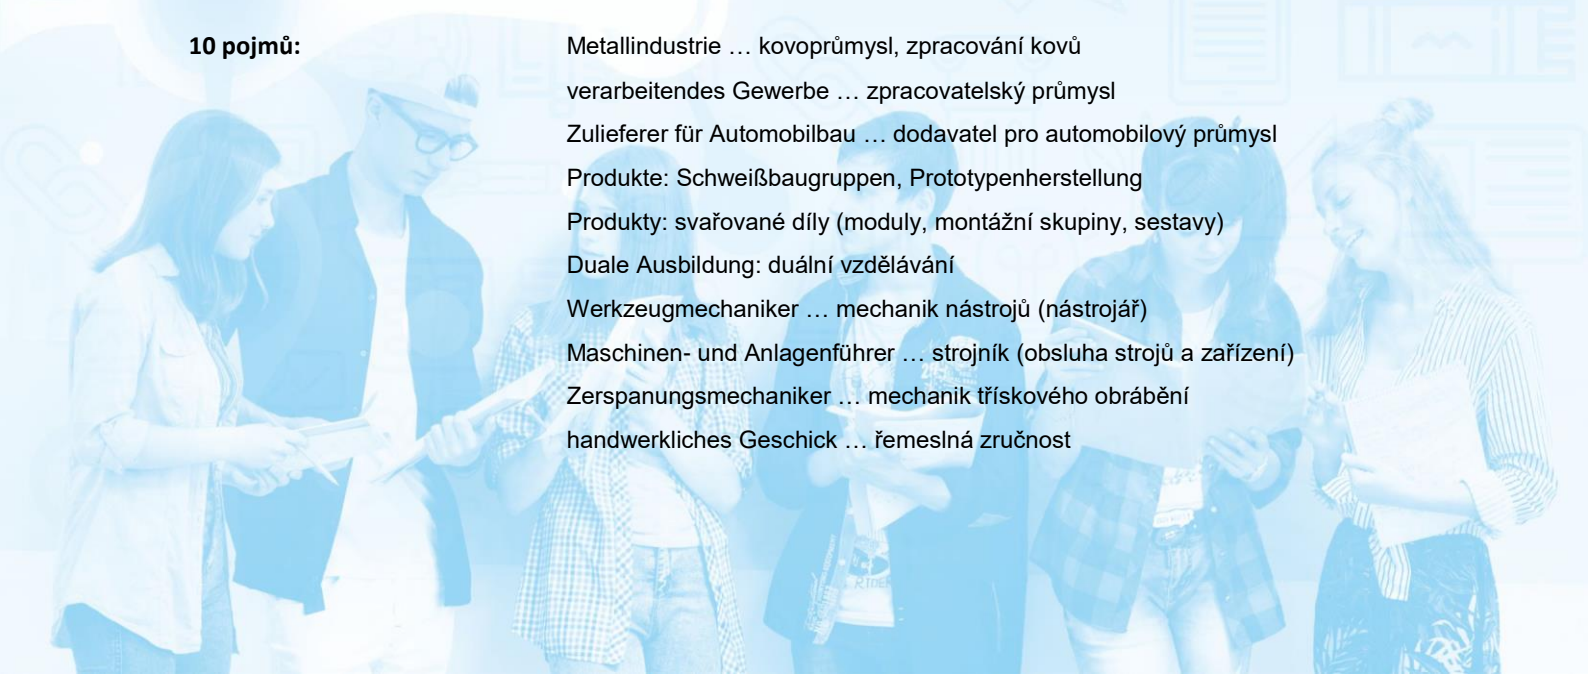 10 pojmů:
Metallindustrie … kovoprůmysl, zpracování kovů
verarbeitendes Gewerbe … zpracovatelský průmysl
Zulieferer für Automobilbau … dodavatel pro automobilový průmysl
Produkte: Schweißbaugruppen, Prototypenherstellung
Produkty: svařované díly (moduly, montážní skupiny, sestavy)
Duale Ausbildung: duální vzdělávání
Werkzeugmechaniker … mechanik nástrojů (nástrojář)
Maschinen- und Anlagenführer … strojník (obsluha strojů a zařízení)
Zerspanungsmechaniker … mechanik třískového obrábění
handwerkliches Geschick … řemeslná zručnost